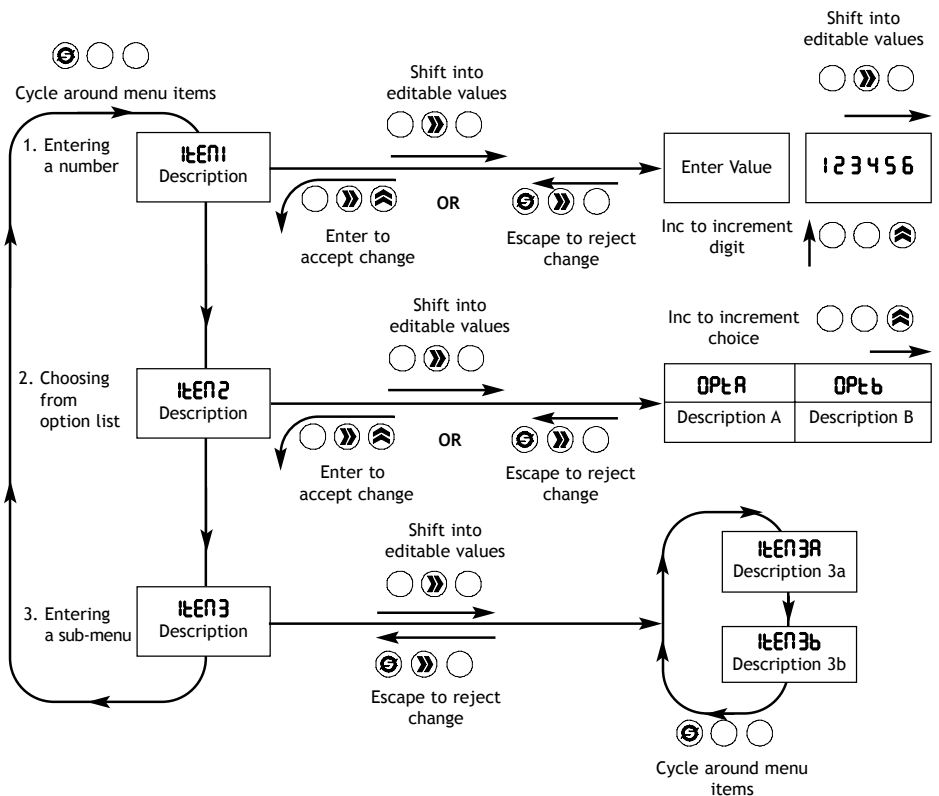 Shift into
editable values
Cycle around menu items
Shift into
editable values
1. Entering
a number
ItEM1
Description
Enter Value
123456
OR
Enter to
accept change
Escape to reject
change
Inc to increment
digit
Shift into
editable values
Inc to increment
choice
2. Choosing
from
option list
ItEM2
Description
OPtA
OPtb
Description A
Description B
OR
Enter to
accept change
Escape to reject
change
Shift into
editable values
ItEM3A
Description 3a
3. Entering
a sub-menu
ItEM3
Description
ItEM3b
Description 3b
Escape to reject
change
Cycle around menu
items